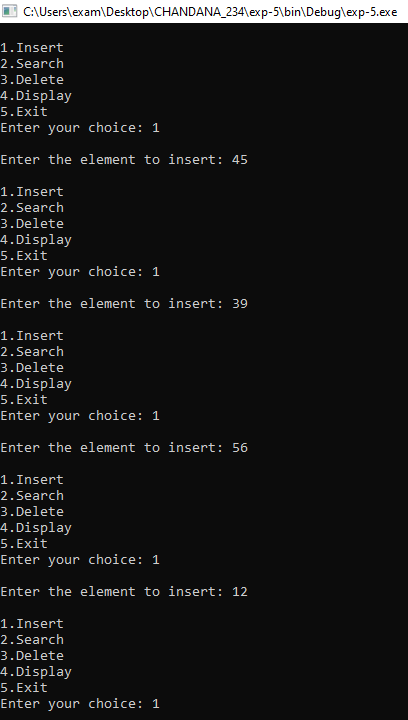 C:\Users\exam\Desktop\CHANDANA_234\exp-5\bin\Debug\exp-5.exe
1.Insert
2.Search
3.Delete
4.Display
5.Exit
Enter your choice: 1
Enter the element to insert: 45
1.Insert
2.Search
3.Delete
4.Display
5.Exit
Enter your choice: 1
Enter the element to insert: 39
1.Insert
2.Search
3.Delete
4.Display
5.Exit
Enter your choice: 1
Enter the element to insert: 56
1.Insert
2.Search
3.Delete
4.Display
5.Exit
Enter your choice: 1
Enter the element to insert: 12
1.Insert
2.Search
3.Delete
4.Display
5.Exit
Enter your choice: 1